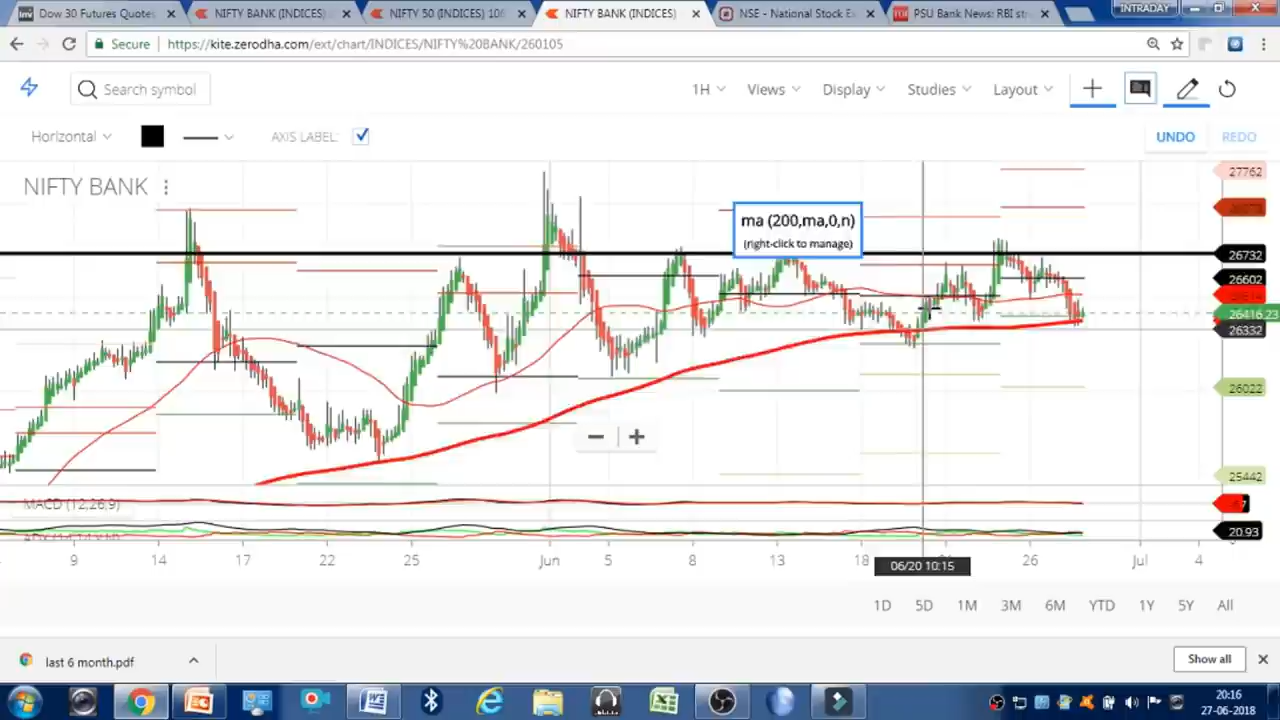 Dow 30 Futures Quotes
NIFTY BANK (INDICES)
NIFTY 50 (INDICES) 106
NIFTY BANK (INDICES)
NSE - National Stock Ex
PSU Bank News: RBI str
INTRADAY
Secure
https://kite.zerodha.com/ext/chart/INDICES/NIFTY%20BANK/260105
Search symbol
1H
Views
Display
Studies
Layout
Horizontal
AXIS LABEL:
UNDO
REDO
NIFTY BANK
ma (200,ma,0,n)
(right-click to manage)
27762
26732
26602
26416.23
26332
26022
25442
MACD (12,26,9)
20.93
9
14
17
22
25
Jun
5
8
13
18
26
Jul
4
06/20 10:15
1D
5D
1M
3M
6M
YTD
1Y
5Y
All
last 6 month.pdf
Show all
20:16
27-06-2018